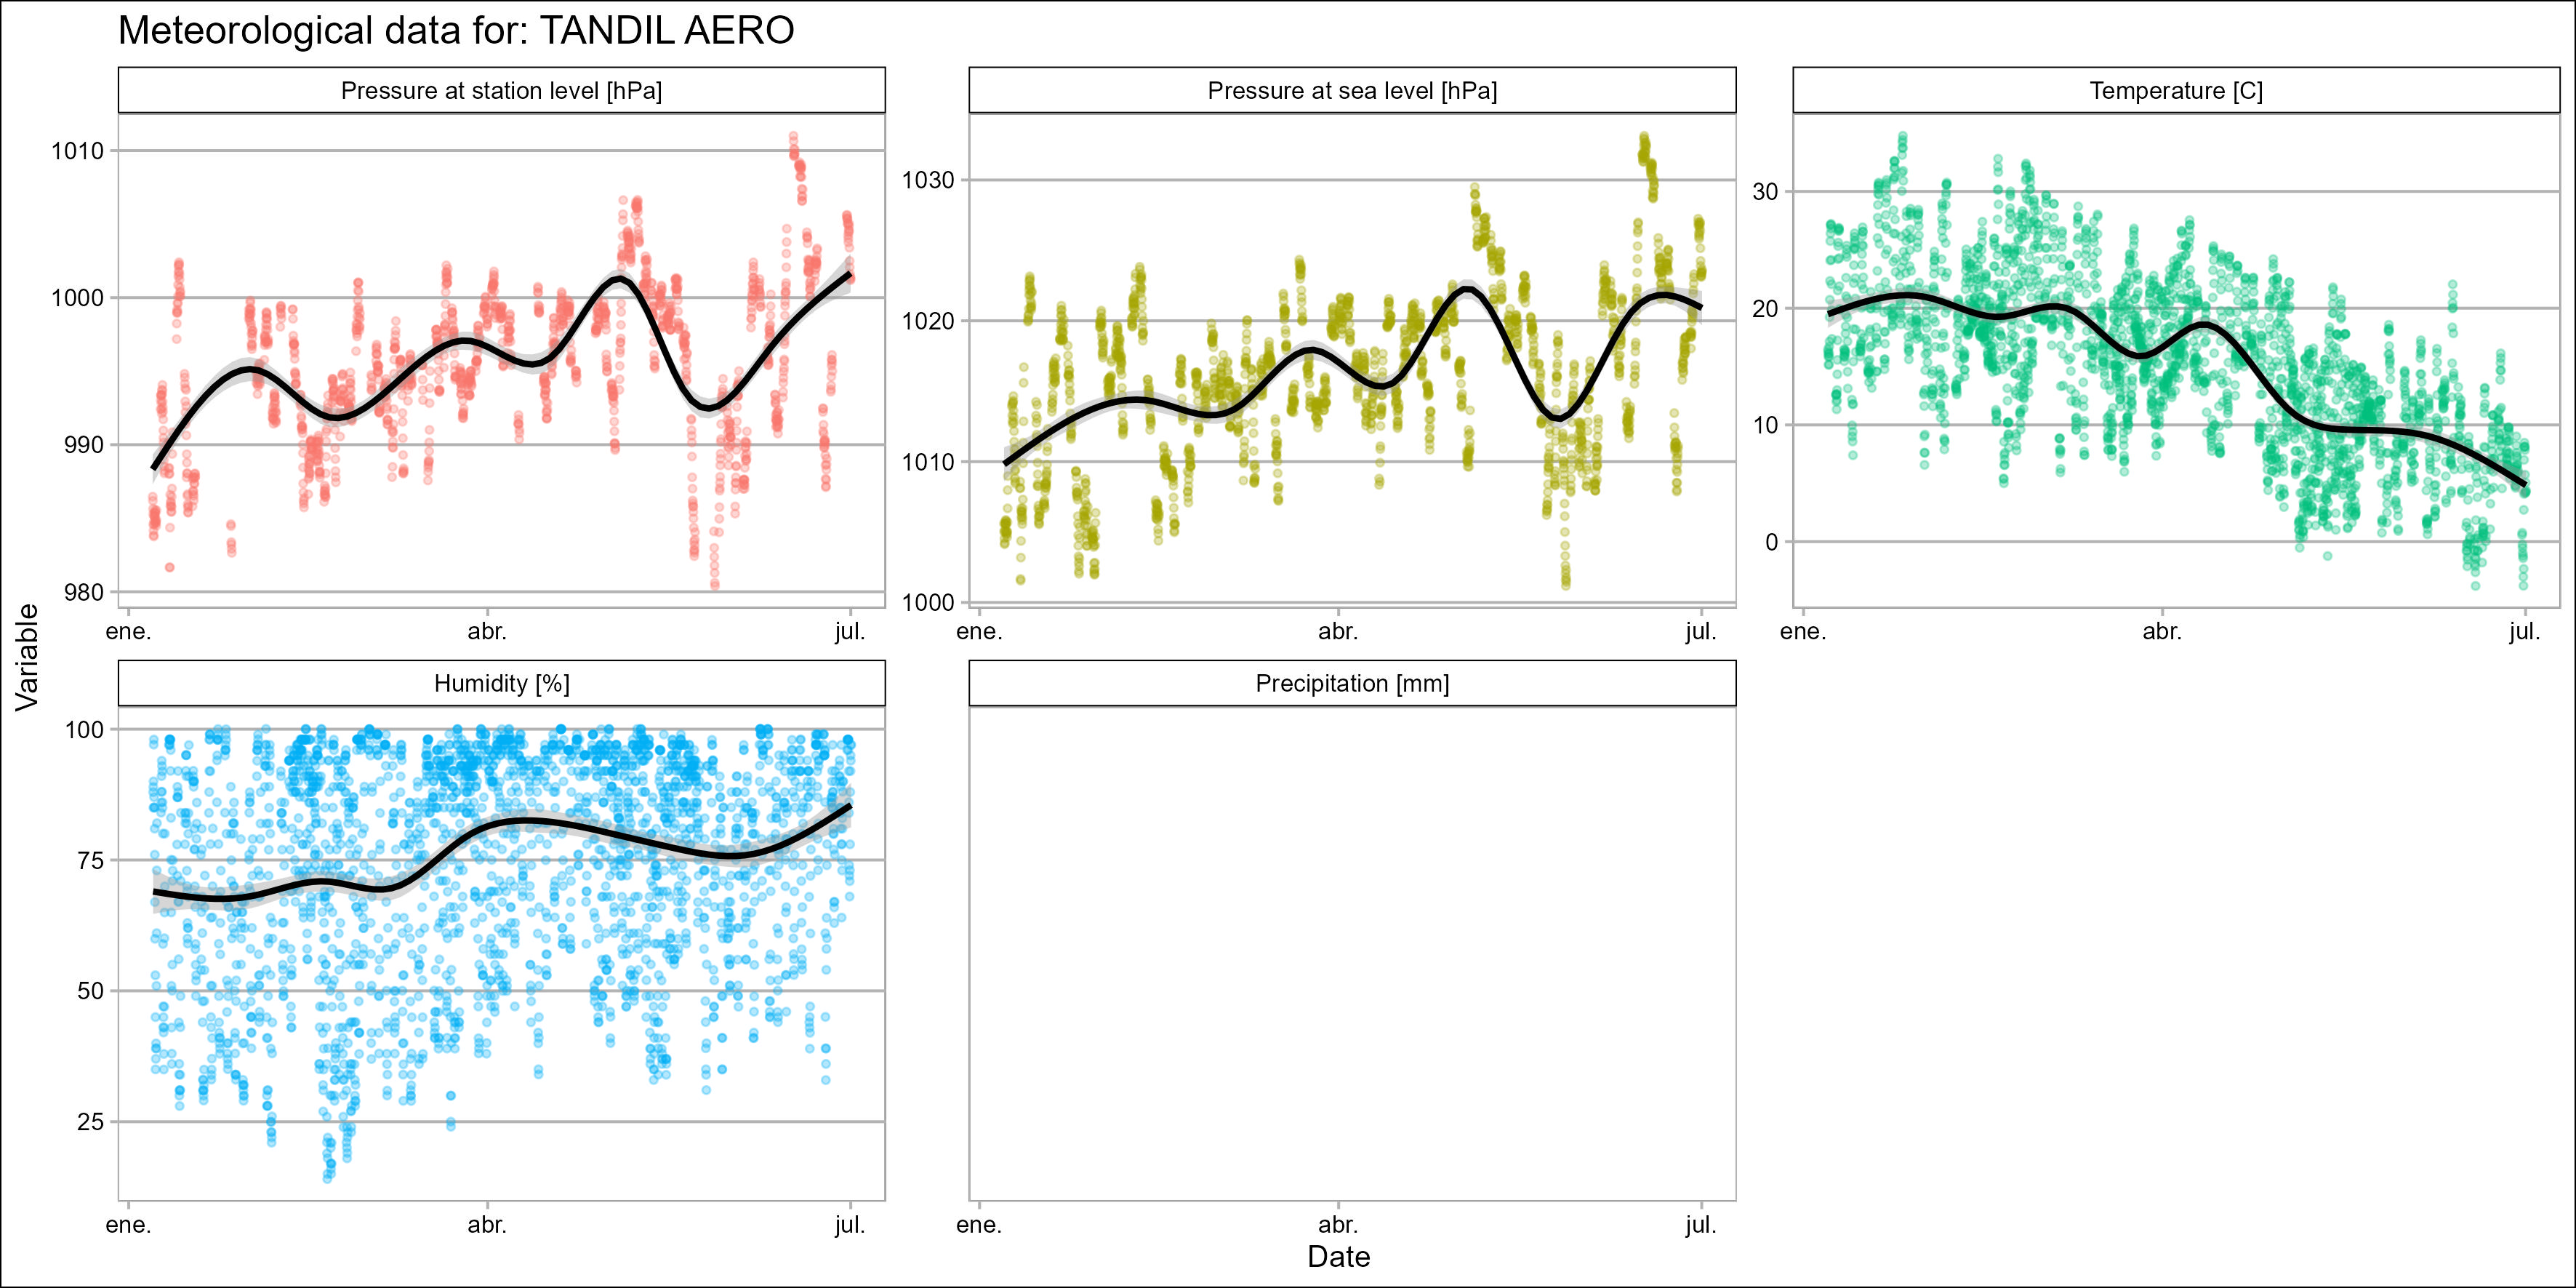 Meteorological data for: TANDIL AERO
Pressure at station level [hPa]
Pressure at sea level [hPa]
Temperature [C]
1010
1000
990
980
ene.
abr.
jul.
1030
1020
1010
1000
ene.
abr.
jul.
30
20
10
0
ene.
abr.
jul.
Variable
Humidity [%]
Precipitation [mm]
100
75
50
25
ene.
abr.
jul.
ene.
abr.
jul.
Date